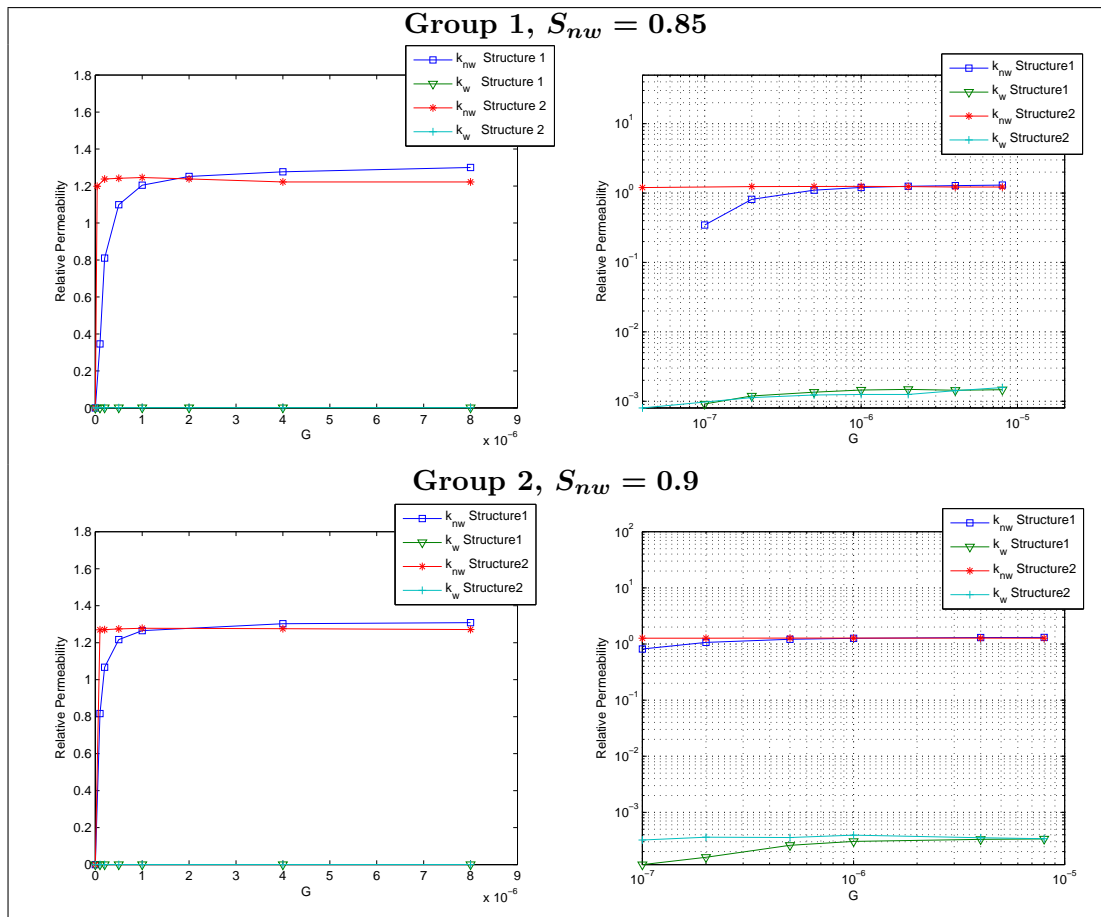 Group 1, S_nw = 0.85
k_nw Structure 1
k_w Structure 1
k_nw Structure 2
k_w Structure 2
1.8
1.6
1.4
1.2
1
0.8
0.6
0.4
0.2
0
Relative Permeability
0 1 2 3 4 5 6 7 8 9
G
x 10^-6
k_nw Structure1
k_w Structure1
k_nw Structure2
k_w Structure2
10^1
10^0
10^-1
10^-2
10^-3
Relative Permeability
10^-7 10^-6 10^-5
G
Group 2, S_nw = 0.9
k_nw Structure1
k_w Structure1
k_nw Structure2
k_w Structure2
1.8
1.6
1.4
1.2
1
0.8
0.6
0.4
0.2
0
Relative Permeability
0 1 2 3 4 5 6 7 8 9
G
x 10^-6
k_nw Structure1
k_w Structure1
k_nw Structure2
k_w Structure2
10^2
10^1
10^0
10^-1
10^-2
10^-3
Relative Permeability
10^-7 10^-6 10^-5
G